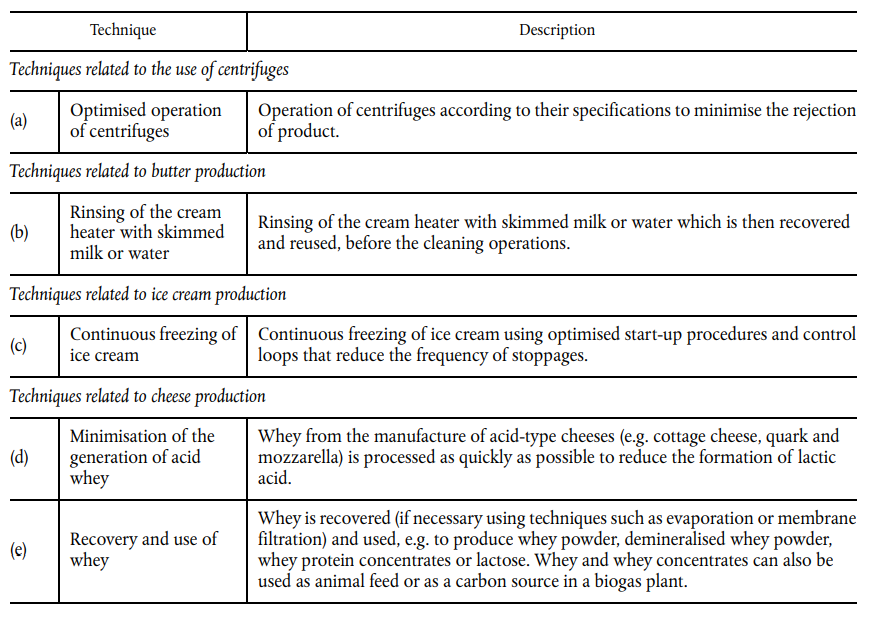 Technique Description
Techniques related to the use of centrifuges
(a) Optimised operation of centrifuges Operation of centrifuges according to their specifications to minimise the rejection
of product.
Techniques related to butter production
(b) Rinsing of the cream heater with skimmed milk or water Rinsing of the cream heater with skimmed milk or water which is then recovered
and reused, before the cleaning operations.
Techniques related to ice cream production
(c) Continuous freezing of ice cream Continuous freezing of ice cream using optimised start-up procedures and control
loops that reduce the frequency of stoppages.
Techniques related to cheese production
(d) Minimisation of the generation of acid whey Whey from the manufacture of acid-type cheeses (e.g. cottage cheese, quark and
mozzarella) is processed as quickly as possible to reduce the formation of lactic
acid.
(e) Recovery and use of whey Whey is recovered (if necessary using techniques such as evaporation or membrane
filtration) and used, e.g. to produce whey powder, demineralised whey powder,
whey protein concentrates or lactose. Whey and whey concentrates can also be
used as animal feed or as a carbon source in a biogas plant.